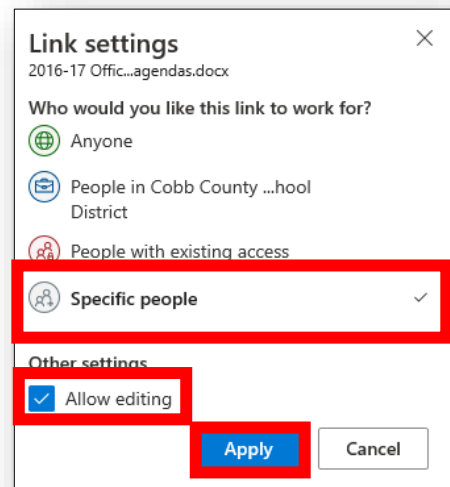 Link settings
2016-17 Offic...agendas.docx
Who would you like this link to work for?
Anyone
People in Cobb County ...hool
District
People with existing access
Specific people
Other settings
Allow editing
Apply
Cancel